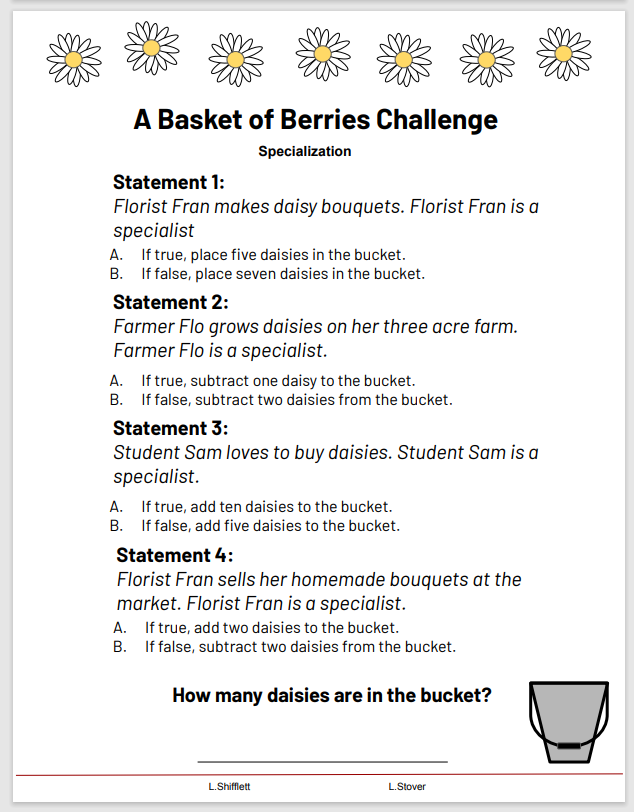 A Basket of Berries Challenge
Specialization
Statement 1:
Florist Fran makes daisy bouquets. Florist Fran is a
specialist
A. If true, place five daisies in the bucket.
B. If false, place seven daisies in the bucket.
Statement 2:
Farmer Flo grows daisies on her three acre farm.
Farmer Flo is a specialist.
A. If true, subtract one daisy to the bucket.
B. If false, subtract two daisies from the bucket.
Statement 3:
Student Sam loves to buy daisies. Student Sam is a
specialist.
A. If true, add ten daisies to the bucket.
B. If false, add five daisies to the bucket.
Statement 4:
Florist Fran sells her homemade bouquets at the
market. Florist Fran is a specialist.
A. If true, add two daisies to the bucket.
B. If false, subtract two daisies from the bucket.
How many daisies are in the bucket?
L.Shifflett L.Stover